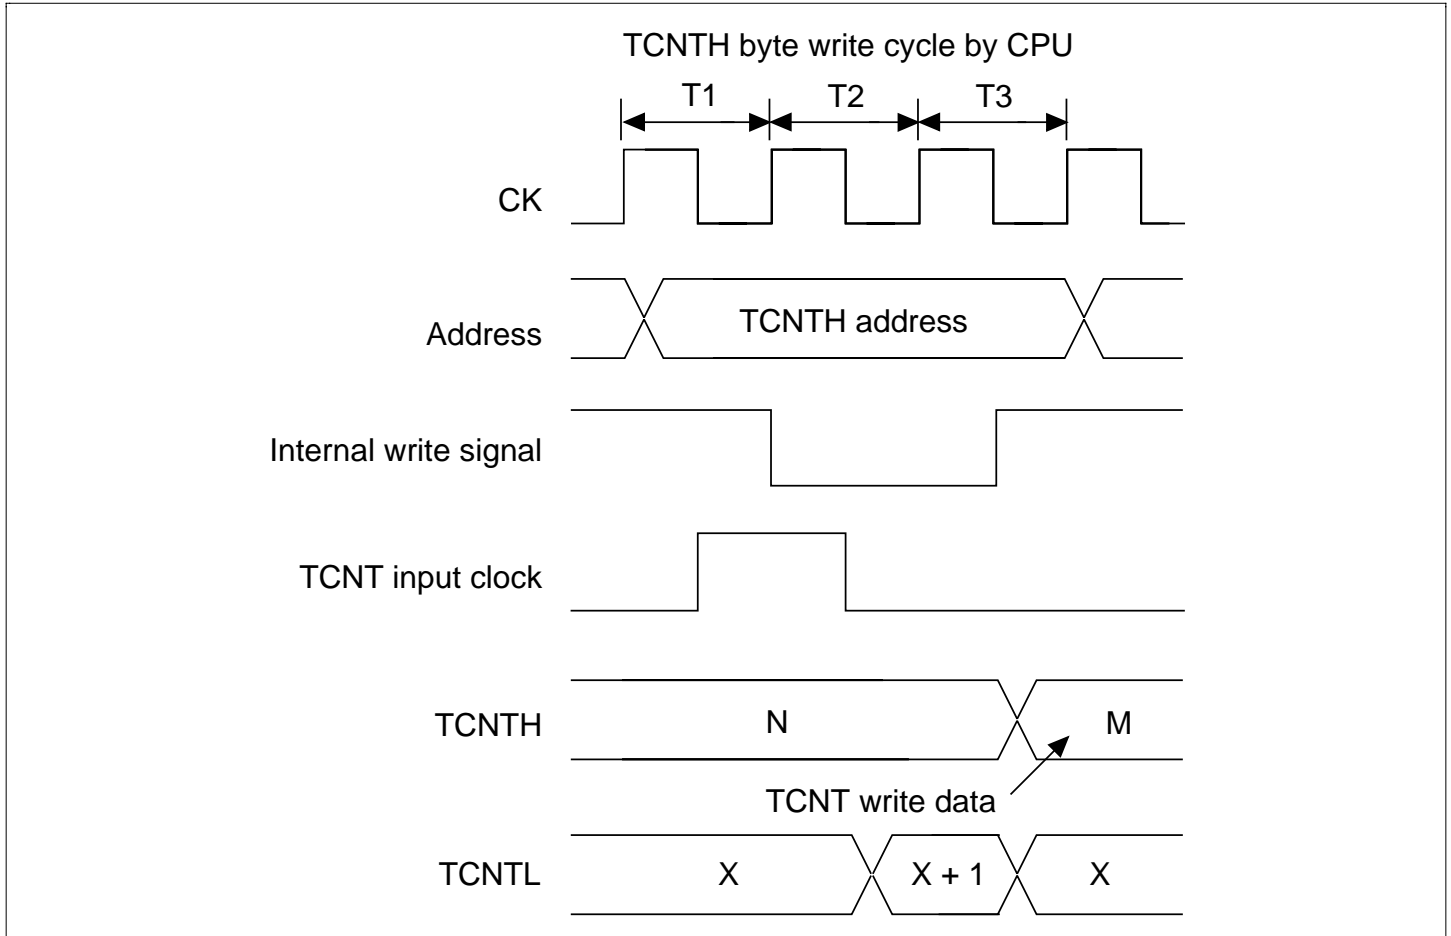 TCNTH byte write cycle by CPU
T1 T2 T3
CK
Address TCNTH address
Internal write signal
TCNT input clock
TCNTH N M
TCNT write data
TCNTL X X + 1 X